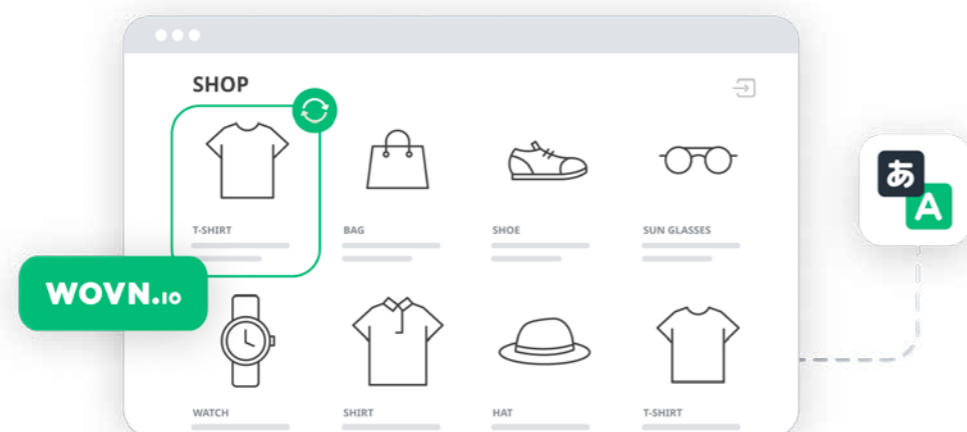 SHOP
T-SHIRT
BAG
SHOE
SUN GLASSES
WOVN.io
WATCH
SHIRT
HAT
T-SHIRT
あ
A